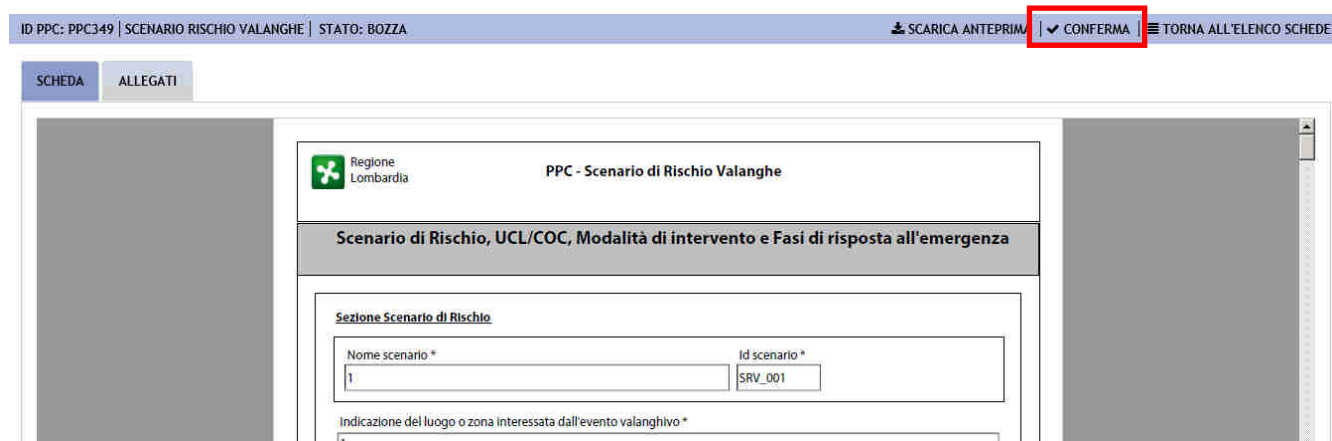 ID PPC: PPC349 | SCENARIO RISCHIO VALANGHE | STATO: BOZZA SCARICA ANTEPRIMA | CONFERMA | TORNA ALL'ELENCO SCHEDE
SCHEDA ALLEGATI
Regione
Lombardia
PPC - Scenario di Rischio Valanghe
Scenario di Rischio, UCL/COC, Modalità di intervento e Fasi di risposta all'emergenza
Sezione Scenario di Rischio
Nome scenario * Id scenario *
1 SRV_001
Indicazione del luogo o zona interessata dall'evento valanghivo *